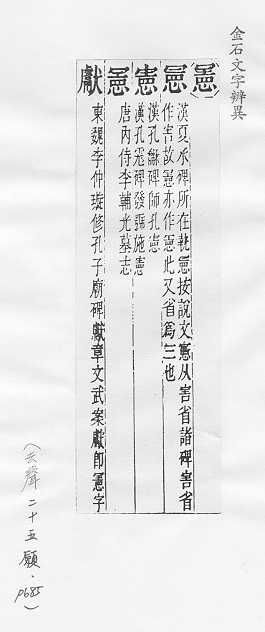 金石文字辨異
憲
憲
漢夏承碑所在執憲按說文憲从害省諧碑害省
作害故憲亦作憲此又省爲三也
漢孔龢碑師孔憲
憲
漢孔彪碑發號施憲
憲
唐內侍李輔光墓志
獻
東魏李仲璇修孔子廟碑獻章文武案獻即憲字
（去聲二十五願．p685）